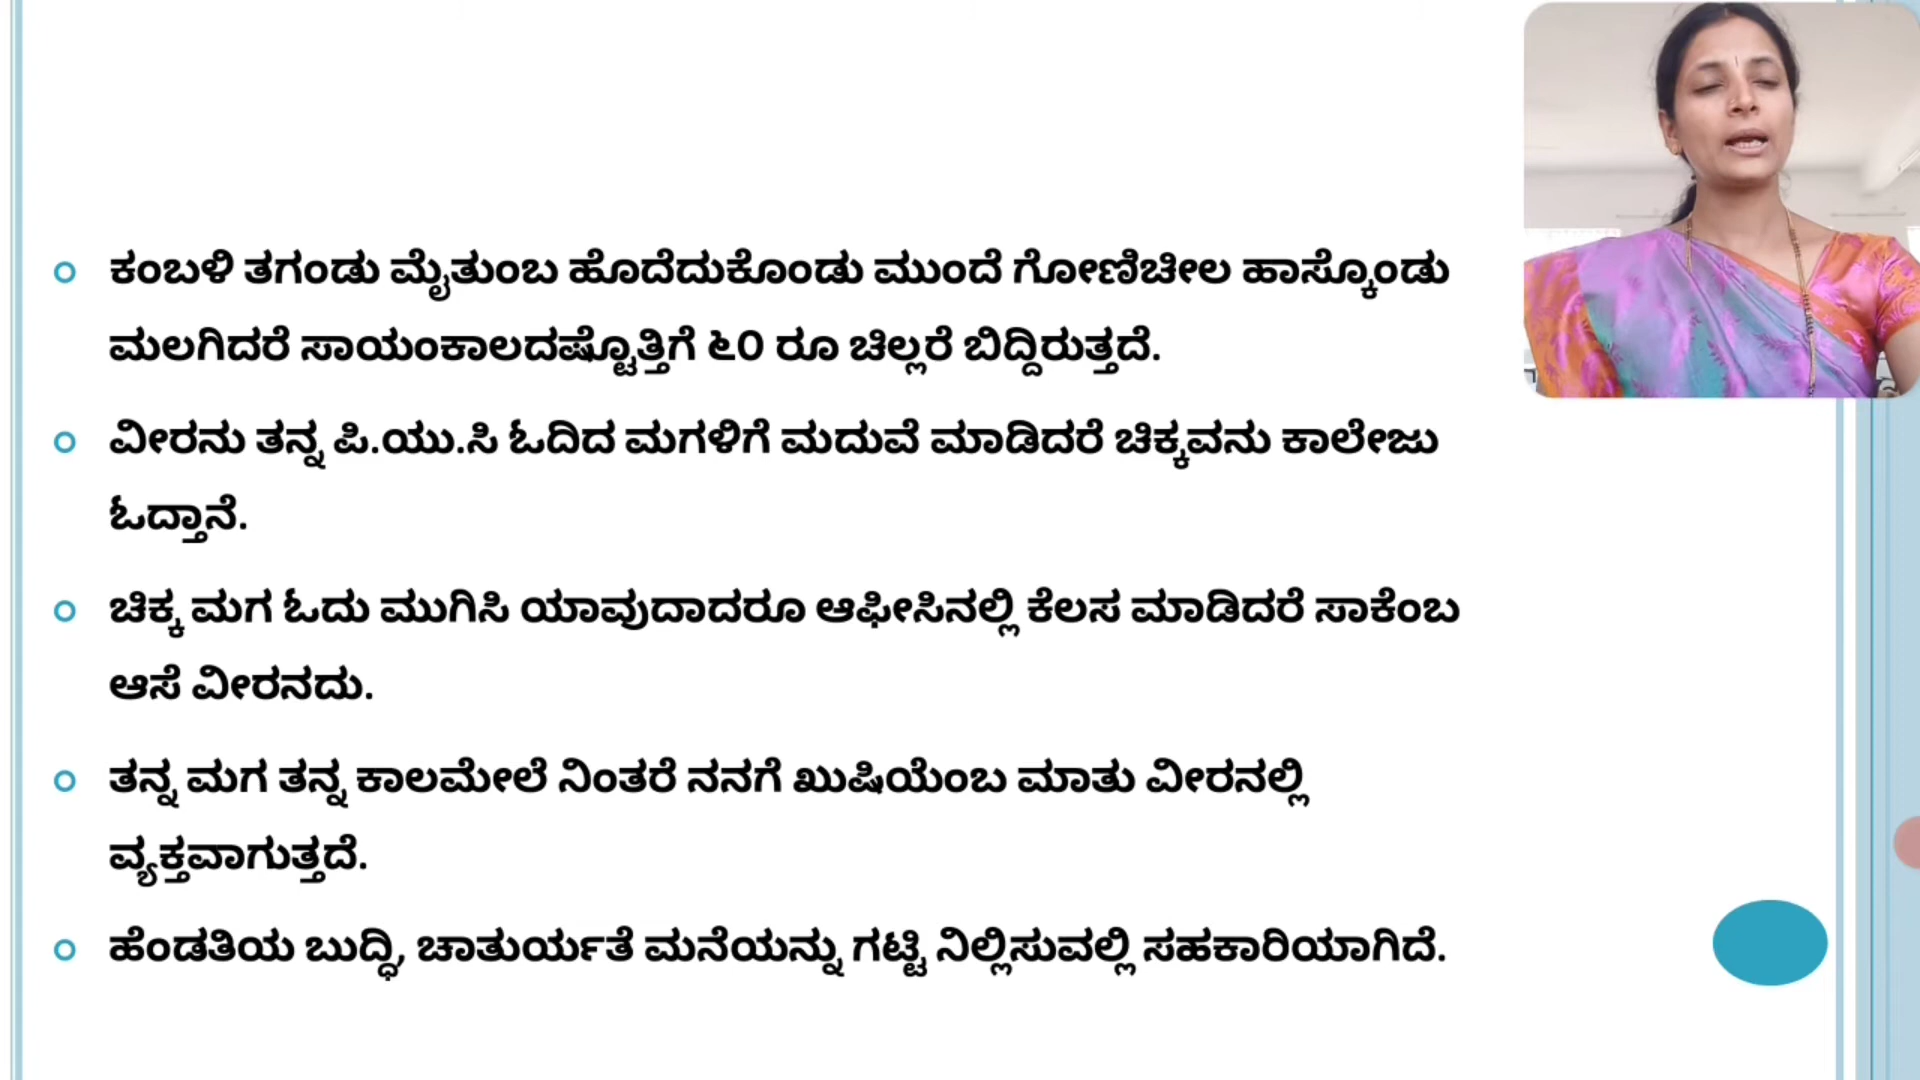 ಕಂಬಳಿ ತಗಂಡು ಮೈತುಂಬ ಹೊದೆದುಕೊಂಡು ಮುಂದೆ ಗೋಣಿಚೀಲ ಹಾಸ್ಕೊಂಡು
ಮಲಗಿದರೆ ಸಾಯಂಕಾಲದಷ್ಟೊತ್ತಿಗೆ ೬೦ ರೂ ಚಿಲ್ಲರೆ ಬಿದ್ದಿರುತ್ತದೆ.
ವೀರನು ತನ್ನ ಪಿ.ಯು.ಸಿ ಓದಿದ ಮಗಳಿಗೆ ಮದುವೆ ಮಾಡಿದರೆ ಚಿಕ್ಕವನು ಕಾಲೇಜು
ಓದ್ತಾನೆ.
ಚಿಕ್ಕ ಮಗ ಓದು ಮುಗಿಸಿ ಯಾವುದಾದರೂ ಆಫೀಸಿನಲ್ಲಿ ಕೆಲಸ ಮಾಡಿದರೆ ಸಾಕೆಂಬ
ಆಸೆ ವೀರನದು.
ತನ್ನ ಮಗ ತನ್ನ ಕಾಲಮೇಲೆ ನಿಂತರೆ ನನಗೆ ಖುಷಿಯೆಂಬ ಮಾತು ವೀರನಲ್ಲಿ
ವ್ಯಕ್ತವಾಗುತ್ತದೆ.
ಹೆಂಡತಿಯ ಬುದ್ಧಿ, ಚಾತುರ್ಯತೆ ಮನೆಯನ್ನು ಗಟ್ಟಿ ನಿಲ್ಲಿಸುವಲ್ಲಿ ಸಹಕಾರಿಯಾಗಿದೆ.